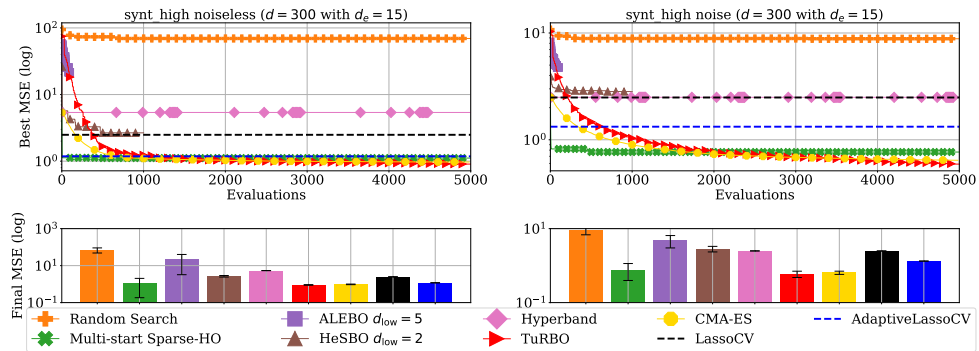 synt_high noiseless (d = 300 with d_e = 15)
synt_high noise (d = 300 with d_e = 15)
Best MSE (log)
10^2
10^1
10^0
10^1
10^0
0 1000 2000 3000 4000 5000
0 1000 2000 3000 4000 5000
Evaluations
Evaluations
Final MSE (log)
10^3
10^1
10^-1
10^1
10^-1
Random Search
ALEBO d_low = 5
Hyperband
CMA-ES
AdaptiveLassoCV
Multi-start Sparse-HO
HeSBO d_low = 2
TuRBO
LassoCV